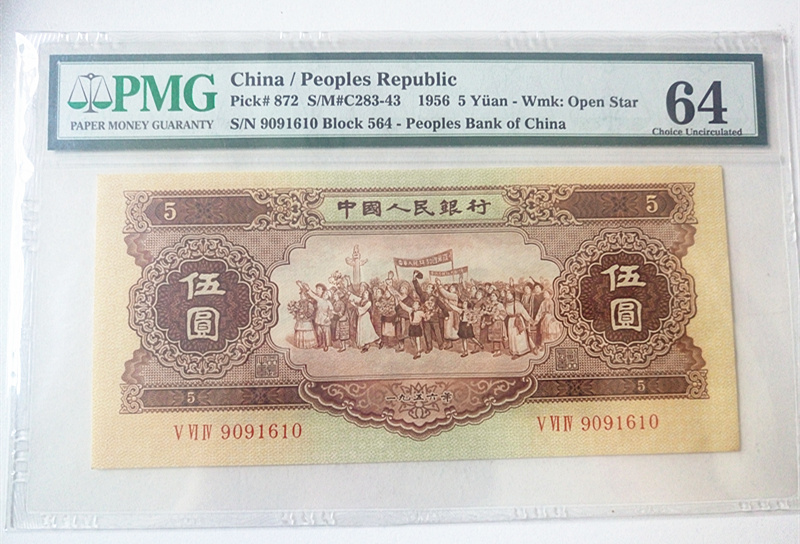 PMG
PAPER MONEY GUARANTY
China / Peoples Republic
Pick# 872 S/M#C283-43 1956 5 Yüan - Wmk: Open Star
S/N 9091610 Block 564 - Peoples Bank of China
64
Choice Uncirculated
5
中國人民銀行
5
伍圓
伍圓
5
一九五六年
5
V VI IV 9091610
V VI IV 9091610